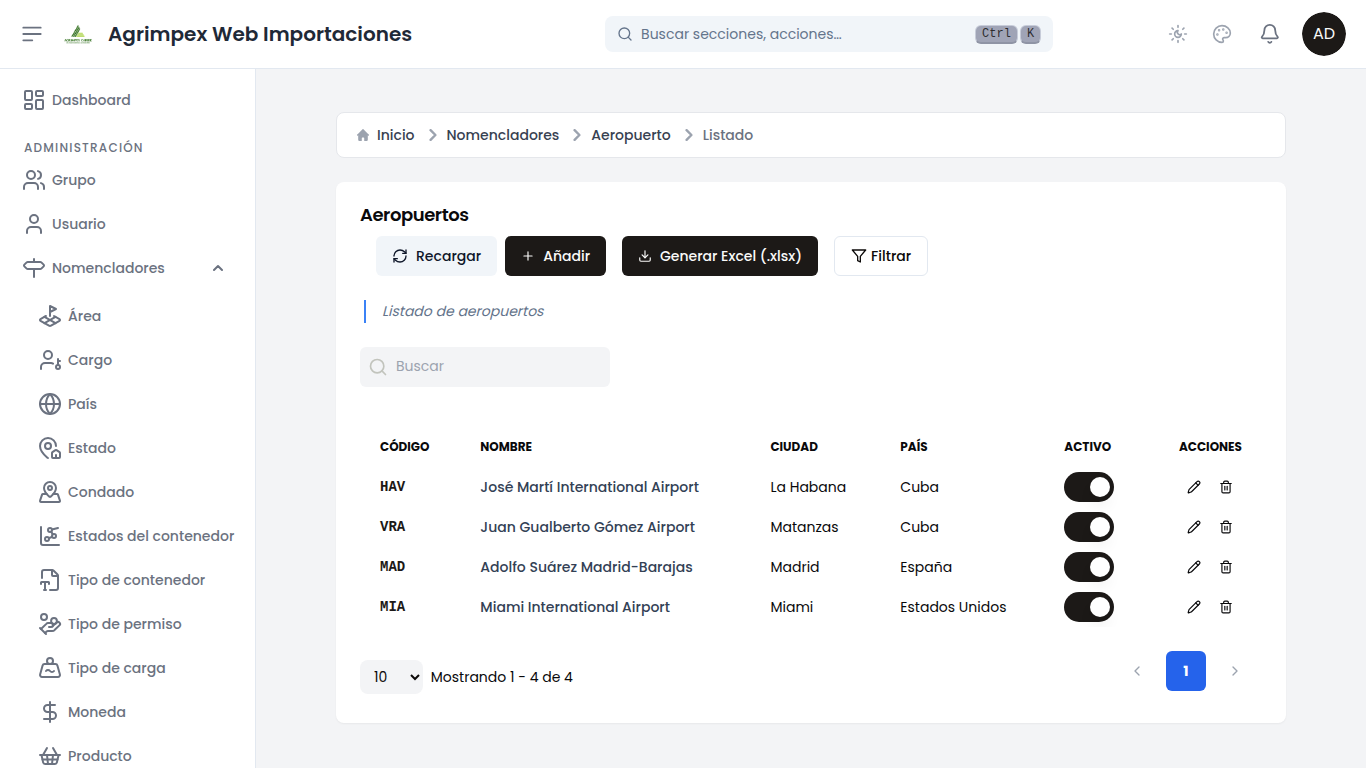 Agrimpex Web Importaciones
Buscar secciones, acciones...
Ctrl K
AD
Dashboard
ADMINISTRACIÓN
Grupo
Usuario
Nomencladores
Área
Cargo
País
Estado
Condado
Estados del contenedor
Tipo de contenedor
Tipo de permiso
Tipo de carga
Moneda
Producto
Inicio Nomencladores Aeropuerto Listado
Aeropuertos
Recargar Añadir Generar Excel (.xlsx) Filtrar
Listado de aeropuertos
Buscar
CÓDIGO NOMBRE CIUDAD PAÍS ACTIVO ACCIONES
HAV José Martí International Airport La Habana Cuba
VRA Juan Gualberto Gómez Airport Matanzas Cuba
MAD Adolfo Suárez Madrid-Barajas Madrid España
MIA Miami International Airport Miami Estados Unidos
10 Mostrando 1 - 4 de 4 1